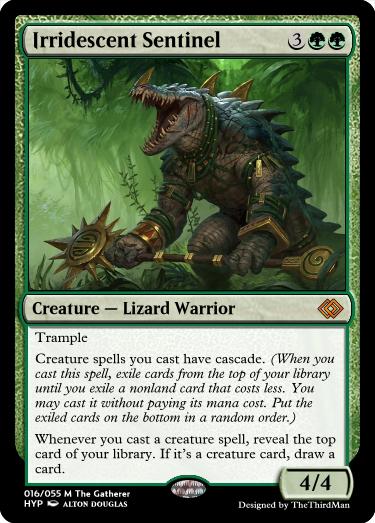 Irridescent Sentinel 3
Creature — Lizard Warrior
Trample
Creature spells you cast have cascade. (When you
cast this spell, exile cards from the top of your library
until you exile a nonland card that costs less. You
may cast it without paying its mana cost. Put the
exiled cards on the bottom in a random order.)
Whenever you cast a creature spell, reveal the top
card of your library. If it's a creature card, draw a
card.
4/4
016/055 M The Gatherer
HYP ALTON DOUGLAS
Designed by TheThirdMan